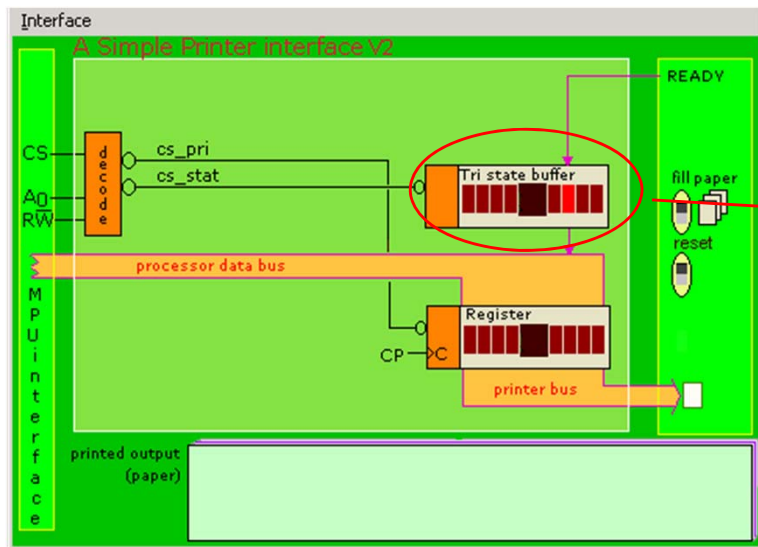 Interface
A Simple Printer interface V2
READY
CS
decode
cs_pri
cs_stat
Tri state buffer
fill paper
A0
RW
reset
processor data bus
MPU interface
Register
CP
C
printer bus
printed output
(paper)